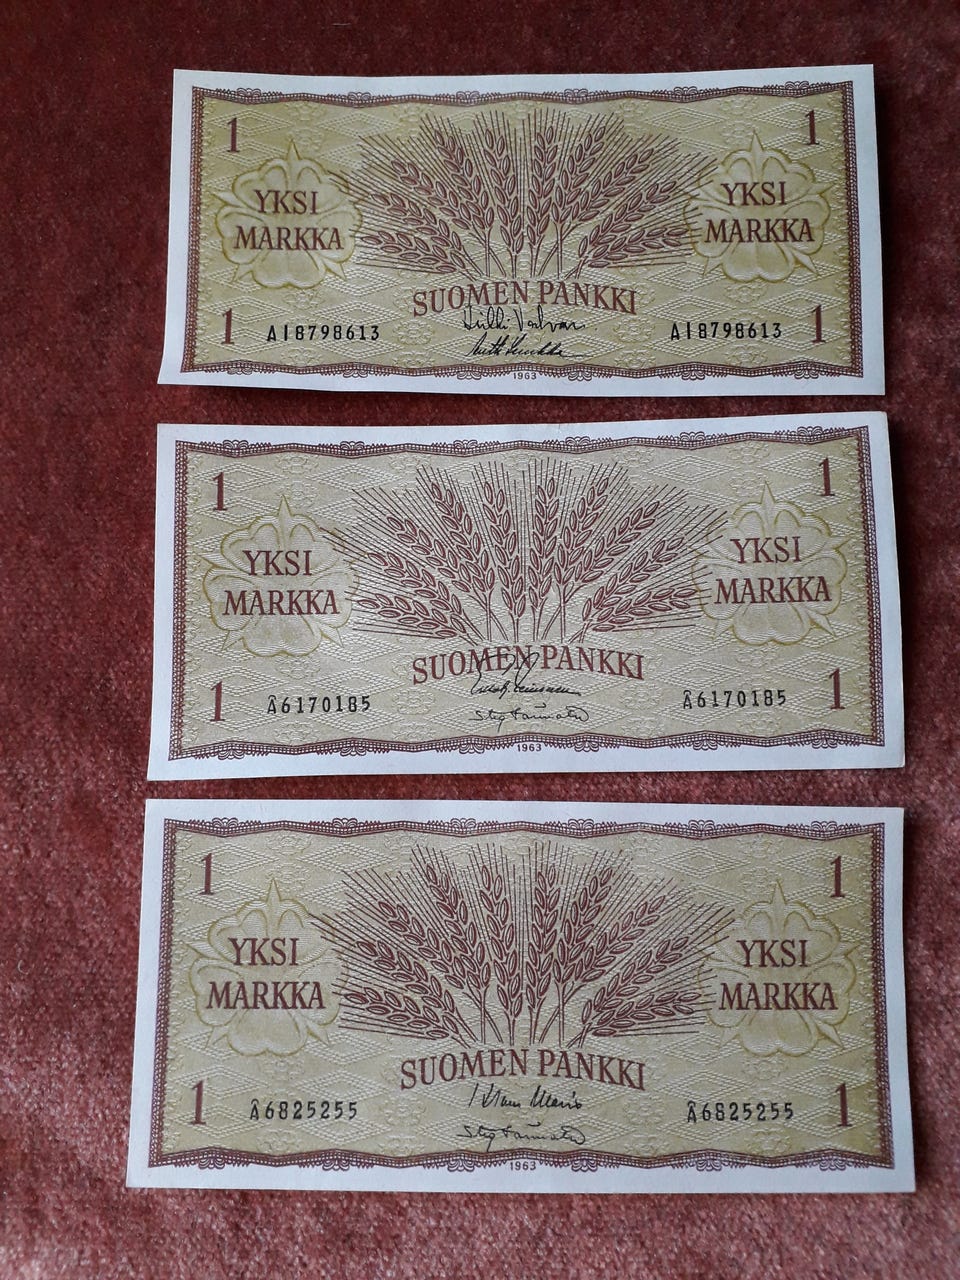 1 1
YKSI MARKKA YKSI MARKKA
SUOMEN PANKKI
1 A18798613 A18798613 1
1963
1 1
YKSI MARKKA YKSI MARKKA
SUOMEN PANKKI
1 Â6170185 Â6170185 1
1963
1 1
YKSI MARKKA YKSI MARKKA
SUOMEN PANKKI
1 Â6825255 Â6825255 1
1963